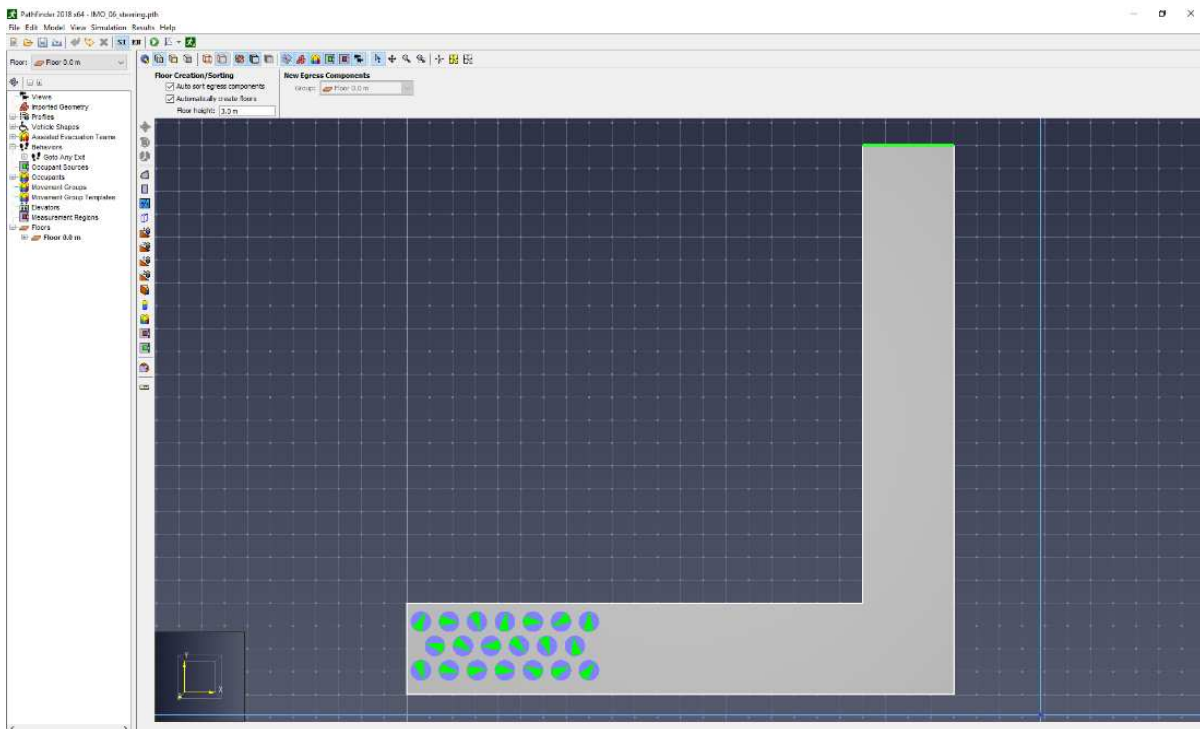 Pathfinder 2018 x64 - IMO_06_steering.pth
File Edit Model View Simulation Results Help
Floor: Floor 0.0 m
Floor Creation/Sorting
Auto sort egress components
Automatically create floors
Floor height: 3.0 m
New Egress Components
Group: Floor 0.0 m
Views
Imported Geometry
Profiles
Vehicle Shapes
Assisted Evacuation Teams
Behaviors
Goto Any Exit
Occupant Sources
Occupants
Movement Groups
Movement Group Templates
Elevators
Measurement Regions
Floors
Floor 0.0 m
Y
X